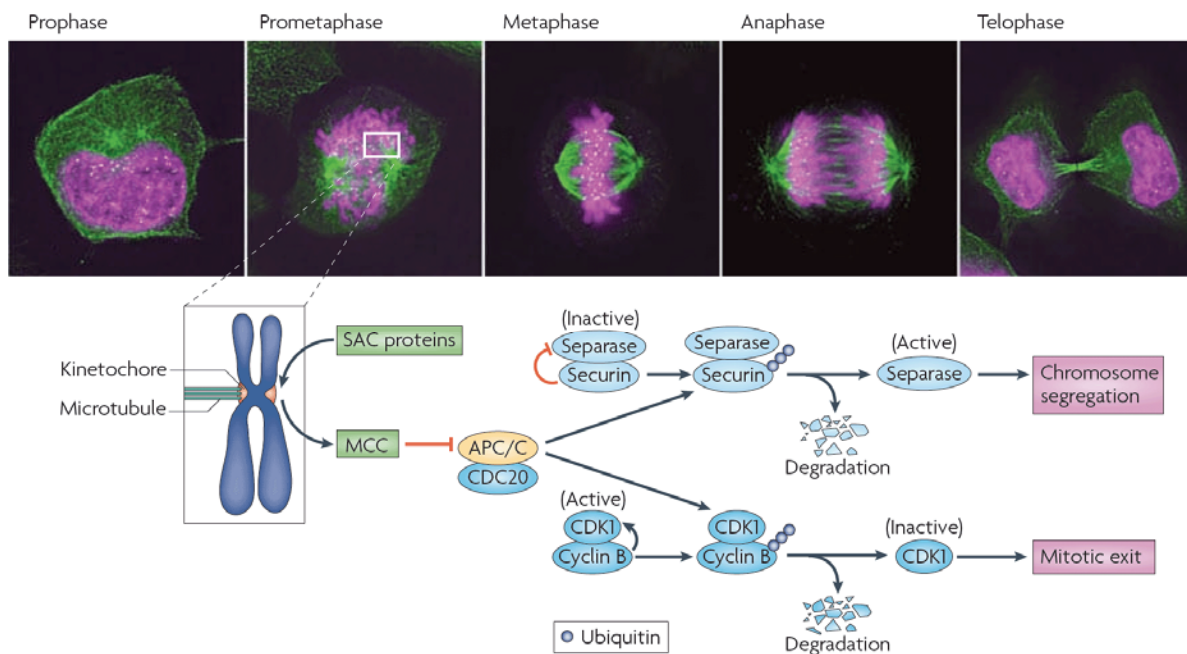 Prophase
Prometaphase
Metaphase
Anaphase
Telophase
Kinetochore
Microtubule
SAC proteins
MCC
APC/C
CDC20
(Inactive)
Separase
Securin
Separase
Securin
(Active)
Separase
Chromosome
segregation
Degradation
(Active)
CDK1
Cyclin B
CDK1
Cyclin B
(Inactive)
CDK1
Mitotic exit
Degradation
Ubiquitin